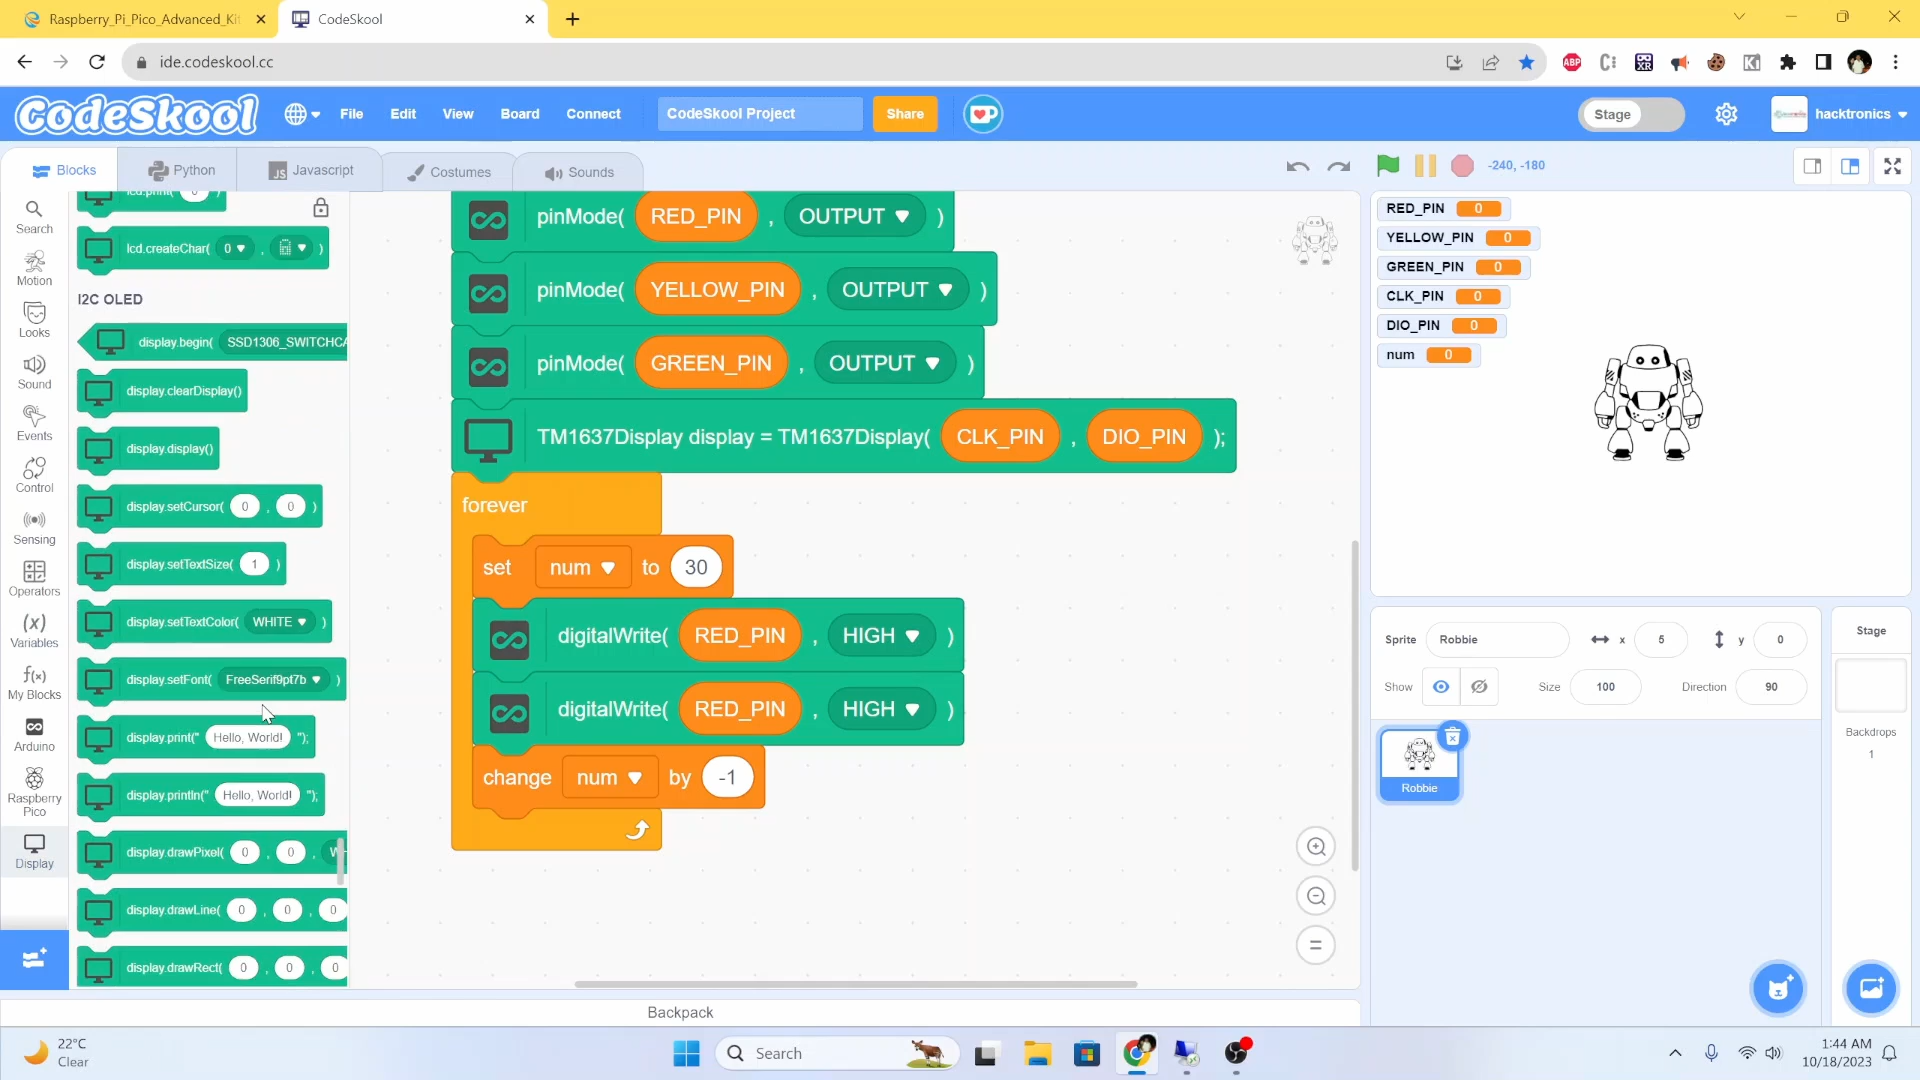 Raspberry_Pi_Pico_Advanced_Kit
CodeSkool
ide.codeskool.cc
ABP
CodeSkool
File
Edit
View
Board
Connect
CodeSkool Project
Share
Stage
hacktronics
Blocks
Python
Javascript
Costumes
Sounds
-240, -180
Search
Motion
Looks
Sound
Events
Control
Sensing
Operators
Variables
My Blocks
Arduino
Raspberry
Pico
Display
lcd.print( 0 )
lcd.createChar( 0 , )
I2C OLED
display.begin( SSD1306_SWITCHCA
display.clearDisplay()
display.display()
display.setCursor( 0 , 0 )
display.setTextSize( 1 )
display.setTextColor( WHITE )
display.setFont( FreeSerif9pt7b )
display.print(" Hello, World! ");
display.println(" Hello, World! ");
display.drawPixel( 0 , 0 ,
display.drawLine( 0 , 0 , 0
display.drawRect( 0 , 0 , 0
pinMode( RED_PIN , OUTPUT )
pinMode( YELLOW_PIN , OUTPUT )
pinMode( GREEN_PIN , OUTPUT )
TM1637Display display = TM1637Display( CLK_PIN , DIO_PIN );
forever
set num to 30
digitalWrite( RED_PIN , HIGH )
digitalWrite( RED_PIN , HIGH )
change num by -1
Backpack
RED_PIN 0
YELLOW_PIN 0
GREEN_PIN 0
CLK_PIN 0
DIO_PIN 0
num 0
Sprite Robbie x 5 y 0
Show Size 100 Direction 90
Robbie
Stage
Backdrops
1
22°C
Clear
Search
1:44 AM
10/18/2023